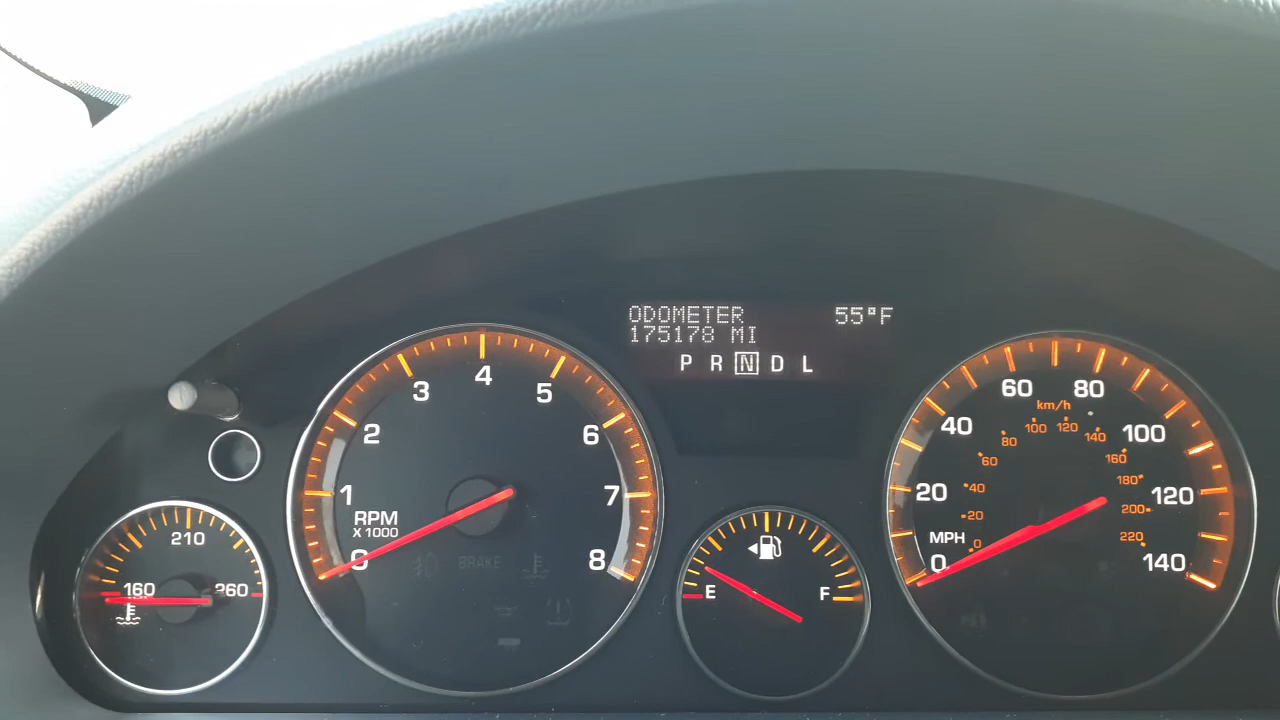 ODOMETER 55°F
175178 MI
P R N D L
0 1 2 3 4 5 6 7 8
RPM
X 1000
160 210 260
E F
0 20 40 60 80 100 120 140
MPH
km/h
0 20 40 60 80 100 120 140 160 180 200 220
BRAKE